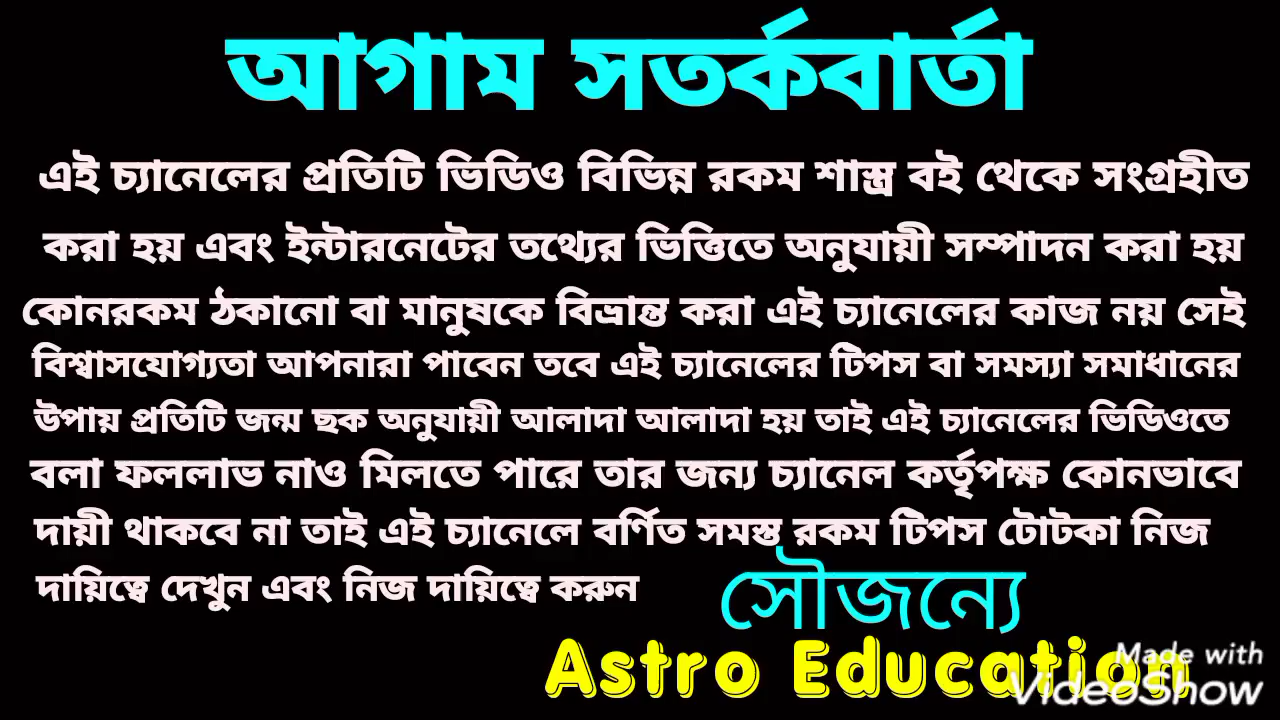 আগাম সতর্কবার্তা
এই চ্যানেলের প্রতিটি ভিডিও বিভিন্ন রকম শাস্ত্র বই থেকে সংগ্রহীত
করা হয় এবং ইন্টারনেটের তথ্যের ভিত্তিতে অনুযায়ী সম্পাদন করা হয়
কোনরকম ঠকানো বা মানুষকে বিভ্রান্ত করা এই চ্যানেলের কাজ নয় সেই
বিশ্বাসযোগ্যতা আপনারা পাবেন তবে এই চ্যানেলের টিপস বা সমস্যা সমাধানের
উপায় প্রতিটি জন্ম ছক অনুযায়ী আলাদা আলাদা হয় তাই এই চ্যানেলের ভিডিওতে
বলা ফললাভ নাও মিলতে পারে তার জন্য চ্যানেল কর্তৃপক্ষ কোনভাবে
দায়ী থাকবে না তাই এই চ্যানেলে বর্ণিত সমস্ত রকম টিপস টোটকা নিজ
দায়িত্বে দেখুন এবং নিজ দায়িত্বে করুন
সৌজন্যে
Astro Education
Made with
VideoShow